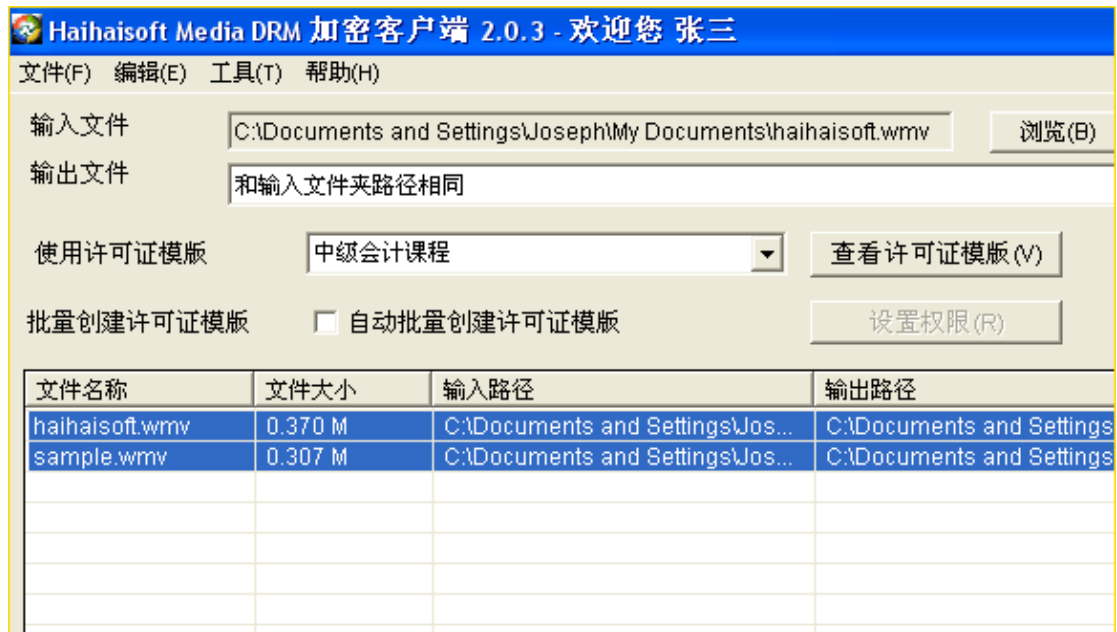 Haihaisoft Media DRM 加密客户端 2.0.3 - 欢迎您 张三
文件(F) 编辑(E) 工具(T) 帮助(H)
输入文件 C:\Documents and Settings\Joseph\My Documents\haihaisoft.wmv 浏览(B)
输出文件 和输入文件夹路径相同
使用许可证模版 中级会计课程 查看许可证模版(V)
批量创建许可证模版 自动批量创建许可证模版 设置权限(R)
文件名称 文件大小 输入路径 输出路径
haihaisoft.wmv 0.370 M C:\Documents and Settings\Jos... C:\Documents and Settings
sample.wmv 0.307 M C:\Documents and Settings\Jos... C:\Documents and Settings